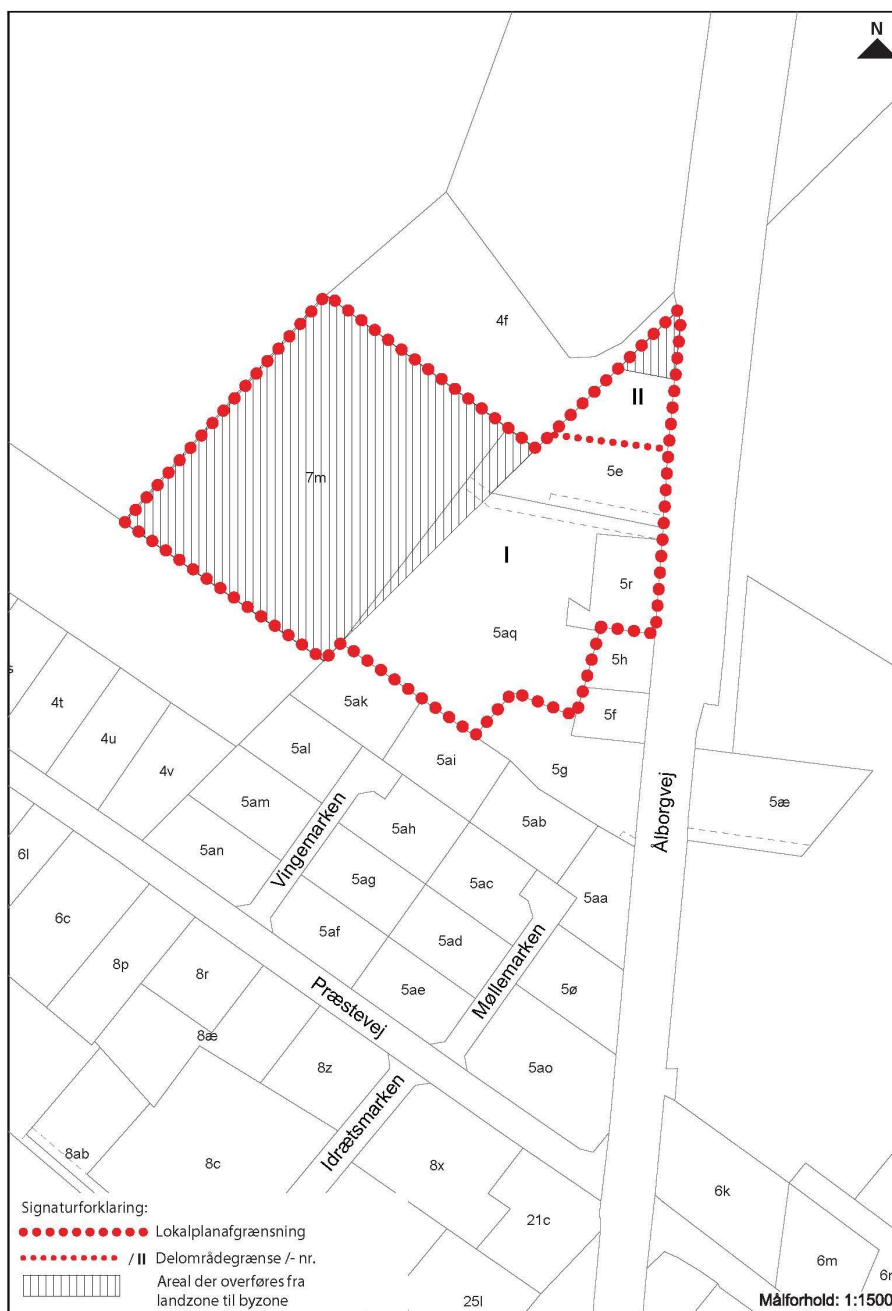 N
4f
II
7m
5e
I
5r
5aq
5h
5ak
5f
4t
5al
5ai
5g
4u
4v
5am
Vingemarken
5ah
5ab
Ålborgvej
5æ
5an
6l
5ag
5ac
5aa
6c
5af
5ad
Møllemarken
8p
8r
Præstevej
5ae
5ø
8æ
8z
5ao
Idrætsmarken
8ab
8c
8x
6k
Signaturforklaring:
21c
Lokalplanafgrænsning
/ II Delområdegrænse /- nr.
6m
Areal der overføres fra
landzone til byzone
25l
Målforhold: 1:1500